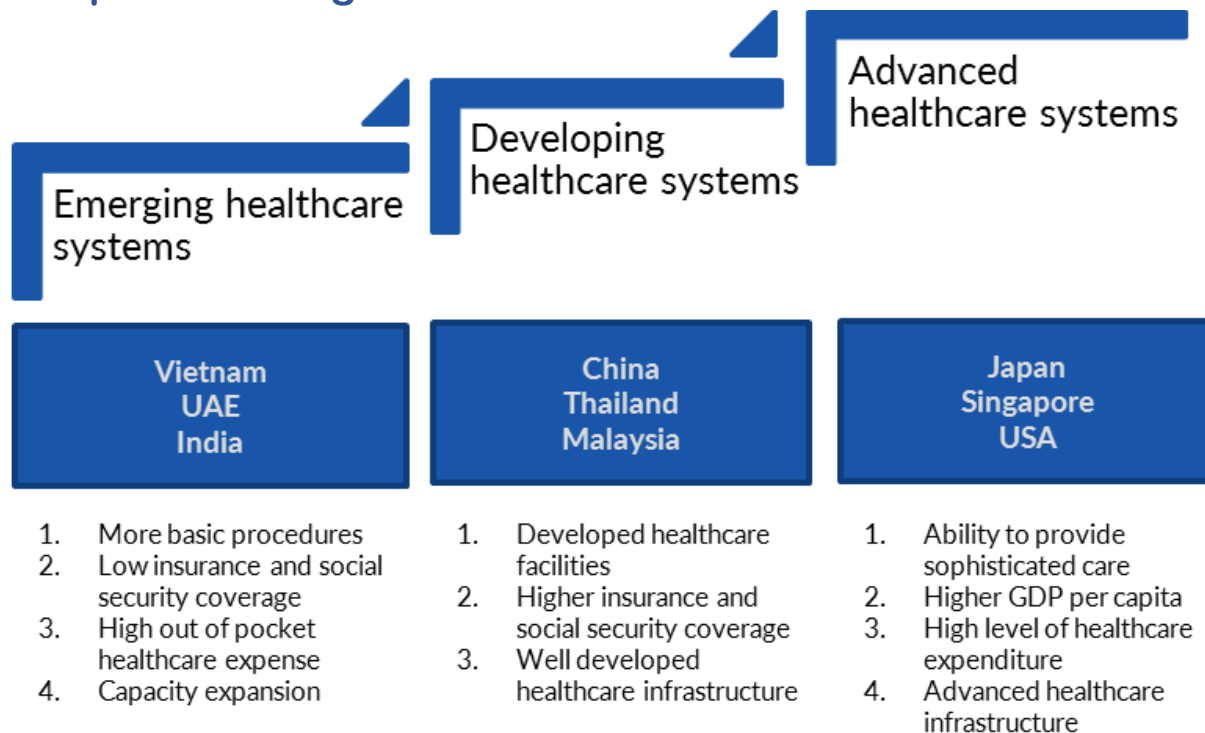 Emerging healthcare
systems
Developing
healthcare systems
Advanced
healthcare systems
Vietnam
UAE
India
China
Thailand
Malaysia
Japan
Singapore
USA
1. More basic procedures
2. Low insurance and social
security coverage
3. High out of pocket
healthcare expense
4. Capacity expansion
1. Developed healthcare
facilities
2. Higher insurance and
social security coverage
3. Well developed
healthcare infrastructure
1. Ability to provide
sophisticated care
2. Higher GDP per capita
3. High level of healthcare
expenditure
4. Advanced healthcare
infrastructure